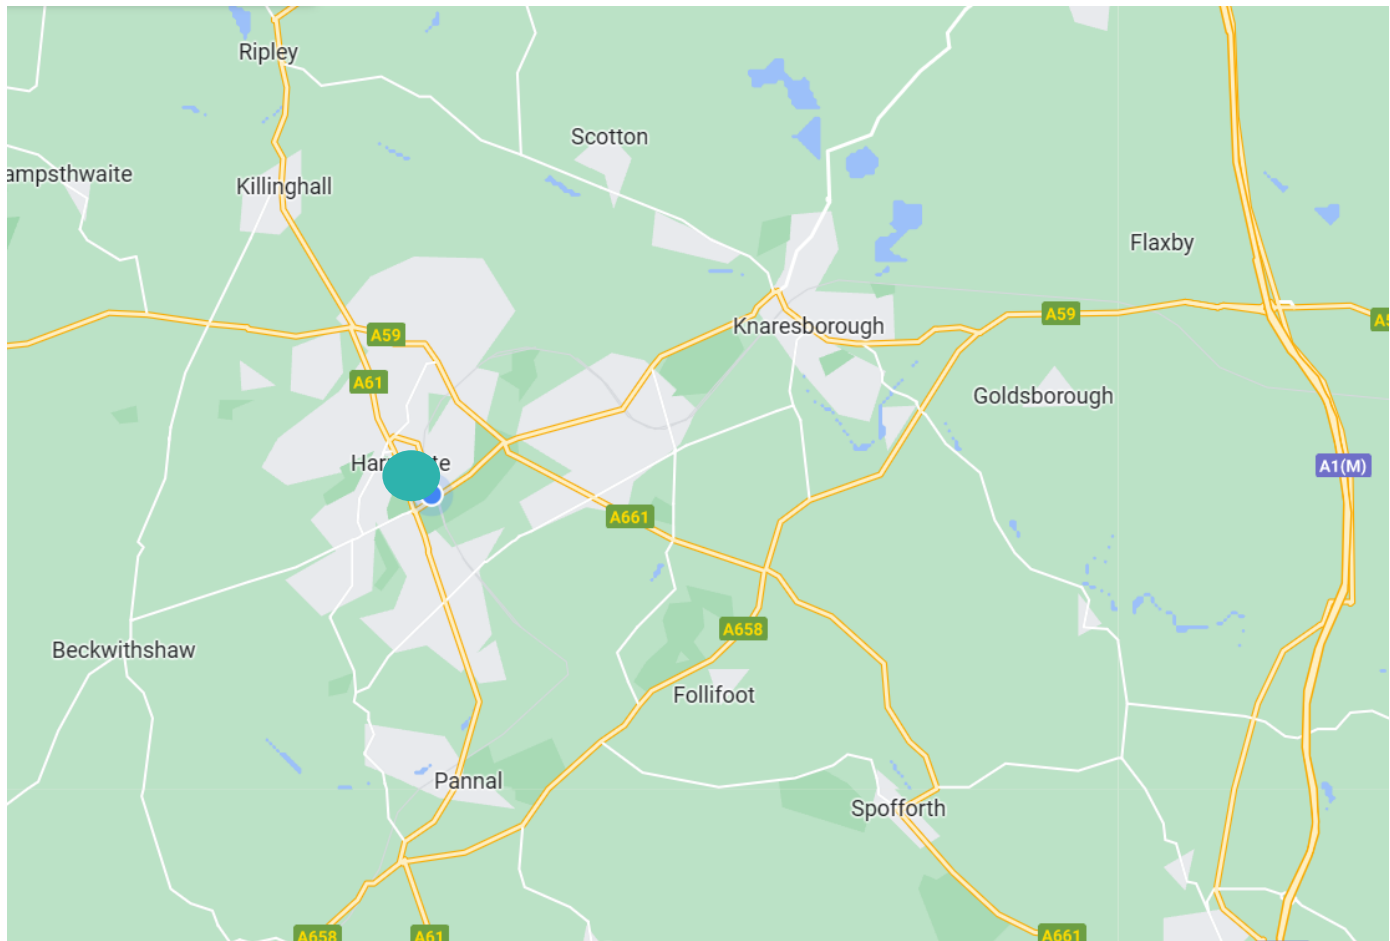 Ripley
Scotton
ampsthwaite
Killinghall
Flaxby
A59
A59
Knaresborough
A61
Goldsborough
A1(M)
A661
A658
Beckwithshaw
Follifoot
Pannal
Spofforth
A658
A61
A661